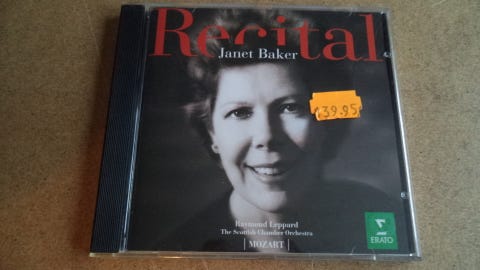 Recital
Janet Baker
139.95
Raymond Leppard
The Scottish Chamber Orchestra
| MOZART |
ERATO